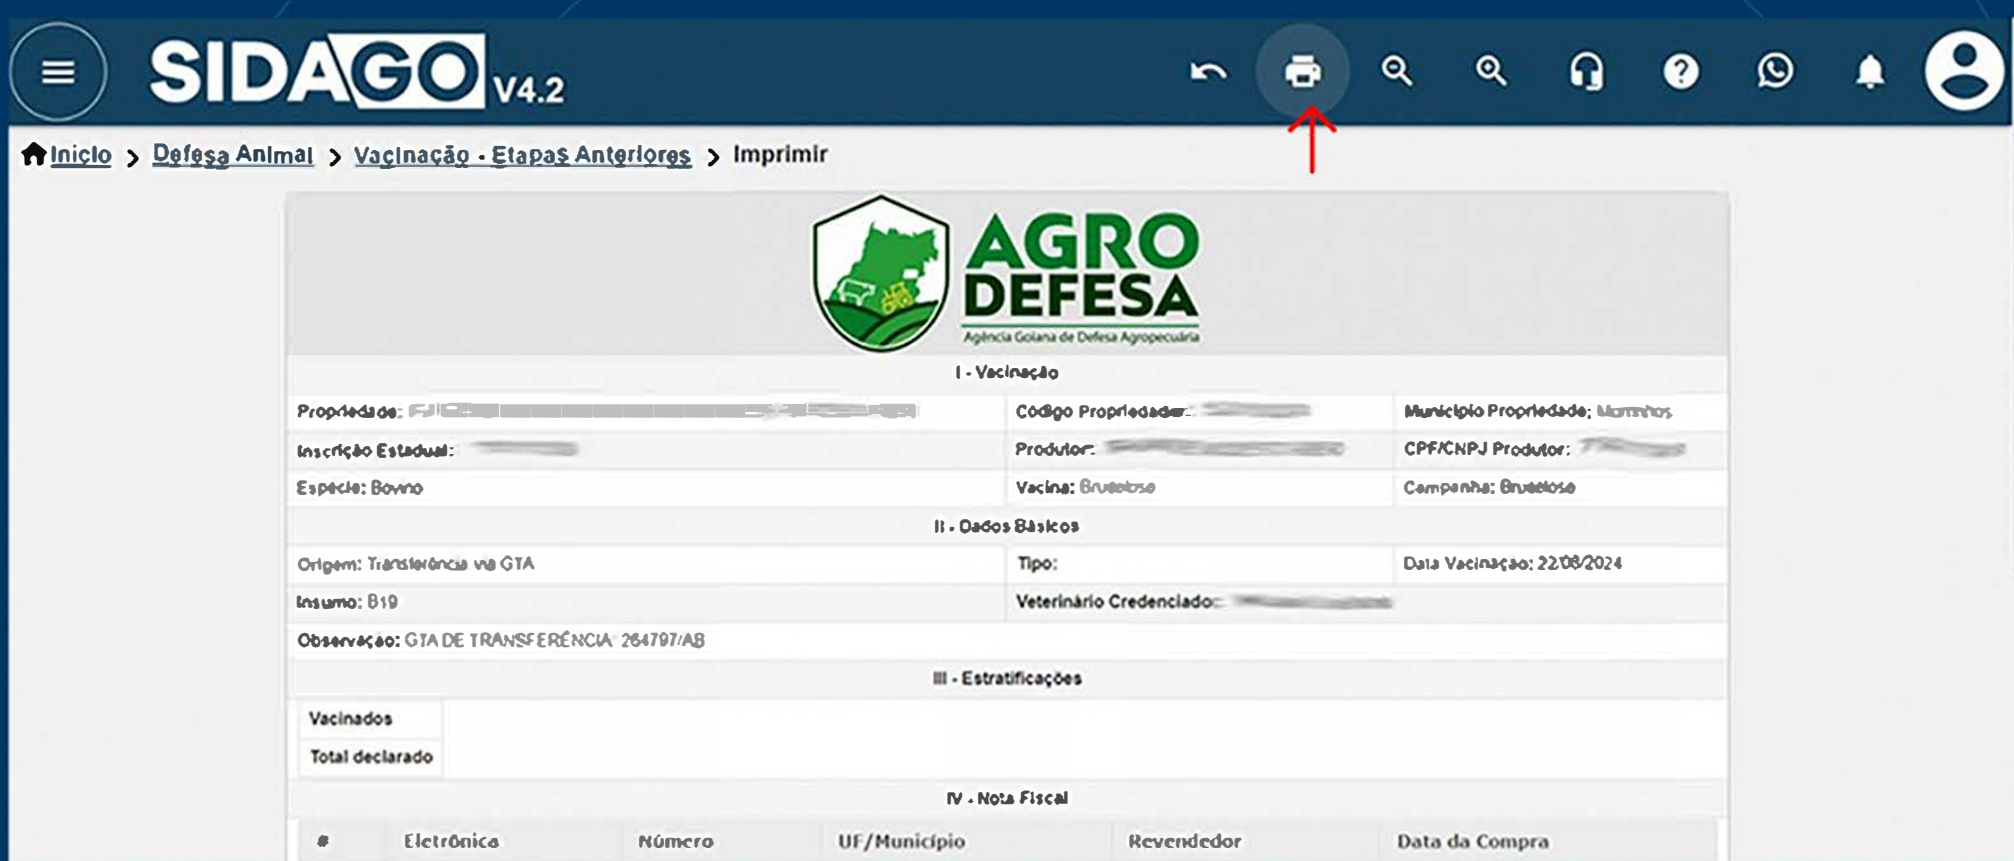 SIDAGO V4.2
Início > Defesa Animal > Vacinação - Etapas Anteriores > Imprimir
AGRO
DEFESA
Agência Goiana de Defesa Agropecuária
I - Vacinação
Propriedade: Código Propriedade: Município Propriedade: Morrinhos
Inscrição Estadual: Produtor: CPF/CNPJ Produtor:
Espécie: Bovino Vacina: Brucelose Campanha: Brucelose
II - Dados Básicos
Origem: Transferência via GTA Tipo: Data Vacinação: 22/08/2024
Insumo: B19 Veterinário Credenciado:
Observação: GTA DE TRANSFERÊNCIA 264797/AB
III - Estratificações
Vacinados
Total declarado
IV - Nota Fiscal
# Eletrônica Número UF/Município Revendedor Data da Compra